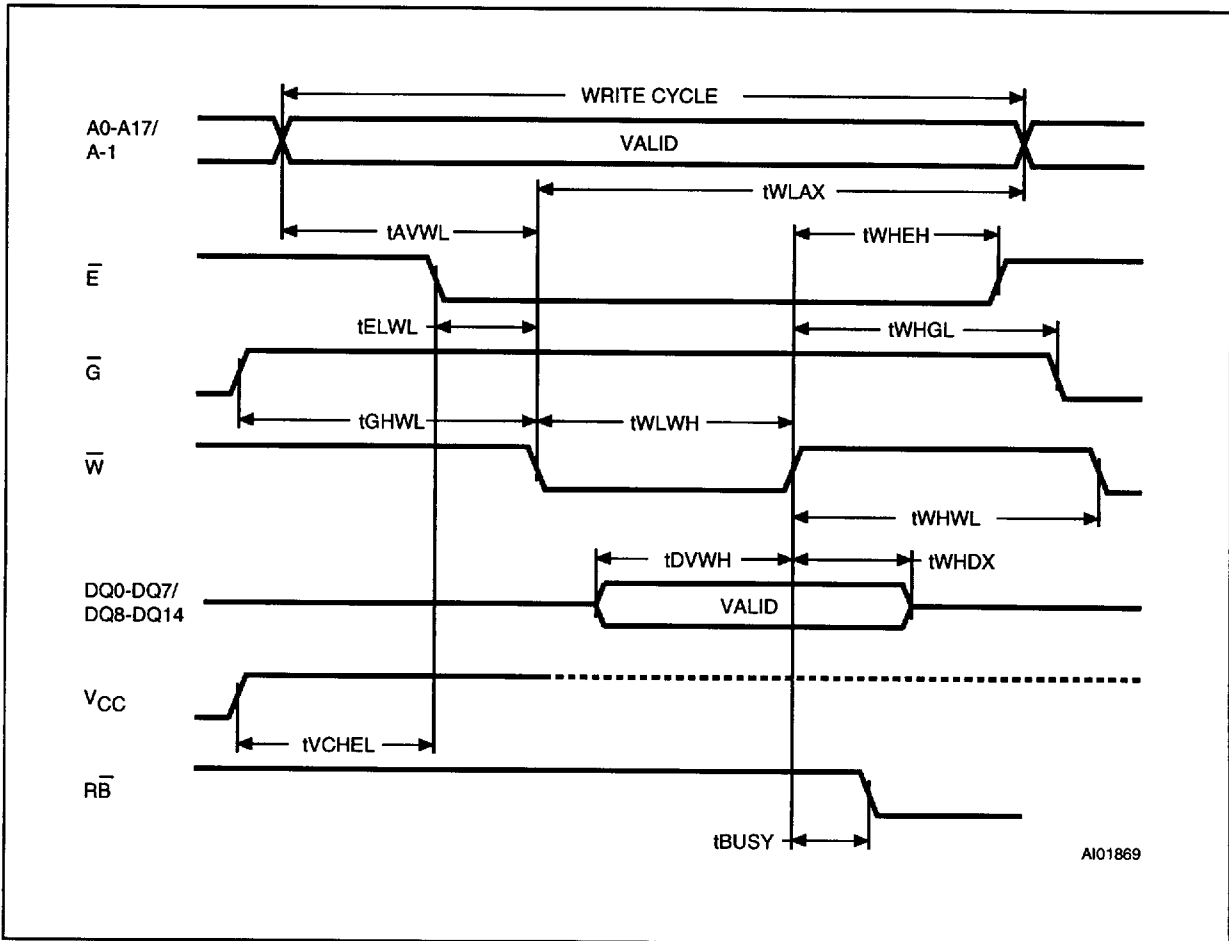 WRITE CYCLE
A0-A17/
A-1
VALID
tWLAX
tAVWL
tWHEH
E̅
tELWL
tWHGL
G̅
tGHWL
tWLWH
W̅
tWHWL
tDVWH
tWHDX
DQ0-DQ7/
DQ8-DQ14
VALID
VCC
tVCHEL
RB̅
tBUSY
AI01869